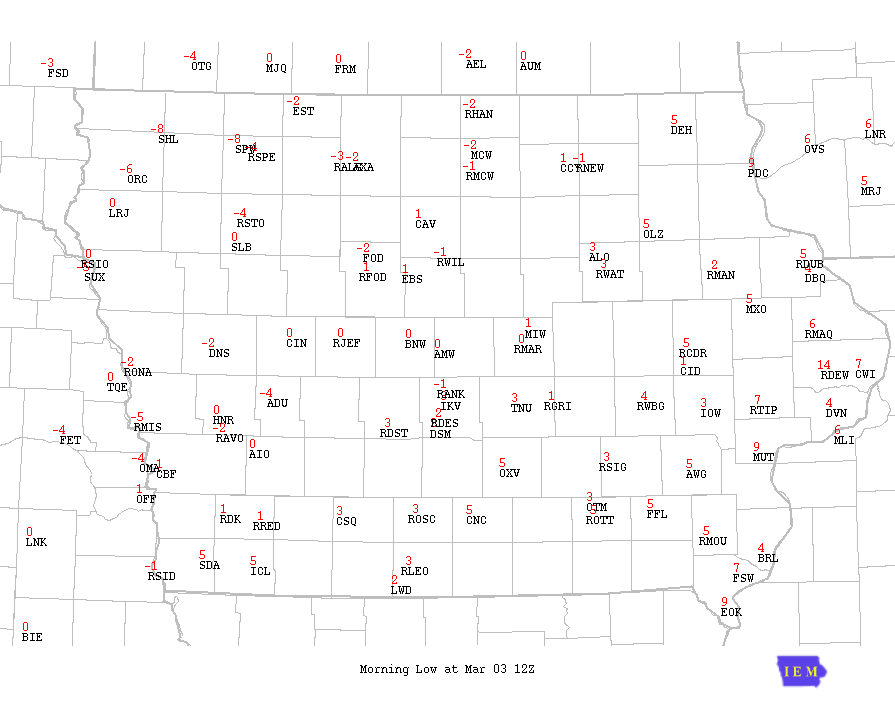 -3
FSD
-4
OTG
0
MJQ
0
FRM
-2
AEL
0
AUM
-2
EST
-2
RHAN
5
DEH
6
LNR
-8
SHL
-8
RSPE
-3
-2
AXA
-2
MCW
-1
RMCW
1
-1
RNEW
6
OVS
9
PDC
-6
ORC
5
MRJ
0
LRJ
-4
RSTO
1
CAV
0
SLB
5
OLZ
0
RSIO
SUX
-2
FOD
1
RFOD
1
EBS
-1
RWIL
3
ALO
RWAT
2
RMAN
5
RDUB
DBQ
5
MXO
-2
DNS
0
CIN
0
RJEF
0
BNW
0
AMW
1
MIW
0
RMAR
5
RCDR
1
CID
6
RMAQ
-2
RONA
0
TQE
14
RDEW
7
CWI
-4
ADU
-1
RANK
IKV
3
TNU
1
RGRI
4
RWBG
3
IOW
7
RTIP
4
DVN
0
HNR
-5
RMIS
-2
RAVO
3
RDST
-2
RDES
DSM
6
MLI
-4
FET
0
AIO
9
MUT
-4
OMA
1
CBF
5
OXV
3
RSIG
5
AWG
1
OFF
1
RDK
1
RRED
3
CSQ
3
ROSC
5
CNC
3
OTM
ROTT
5
FFL
0
LNK
5
RMOU
-1
RSID
5
SDA
5
ICL
3
RLEO
2
LWD
4
BRL
7
FSW
9
EOK
0
BIE
Morning Low at Mar 03 12Z
IEM